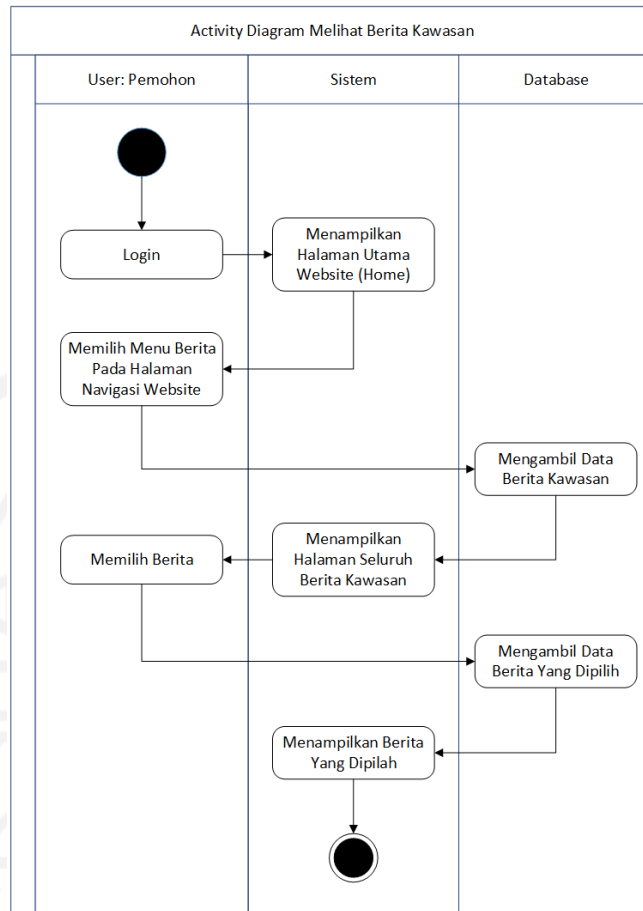 Activity Diagram Melihat Berita Kawasan
User: Pemohon
Sistem
Database
Login
Menampilkan
Halaman Utama
Website (Home)
Memilih Menu Berita
Pada Halaman
Navigasi Website
Mengambil Data
Berita Kawasan
Menampilkan
Halaman Seluruh
Berita Kawasan
Memilih Berita
Mengambil Data
Berita Yang Dipilih
Menampilkan Berita
Yang Dipilah